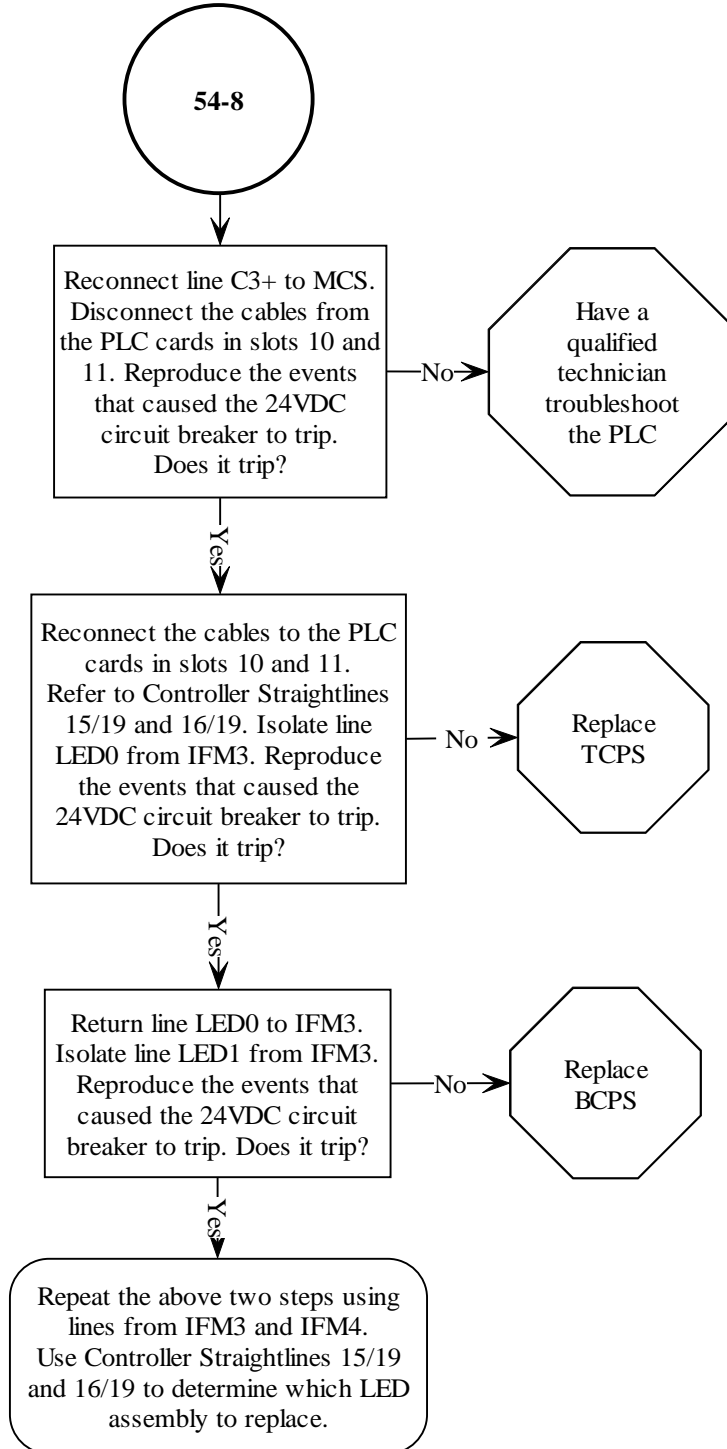 54-8
Reconnect line C3+ to MCS.
Disconnect the cables from
the PLC cards in slots 10 and
11. Reproduce the events
that caused the 24VDC
circuit breaker to trip.
Does it trip?
No
Have a
qualified
technician
troubleshoot
the PLC
Yes
Reconnect the cables to the PLC
cards in slots 10 and 11.
Refer to Controller Straightlines
15/19 and 16/19. Isolate line
LED0 from IFM3. Reproduce
the events that caused the
24VDC circuit breaker to trip.
Does it trip?
No
Replace
TCPS
Yes
Return line LED0 to IFM3.
Isolate line LED1 from IFM3.
Reproduce the events that
caused the 24VDC circuit
breaker to trip. Does it trip?
No
Replace
BCPS
Yes
Repeat the above two steps using
lines from IFM3 and IFM4.
Use Controller Straightlines 15/19
and 16/19 to determine which LED
assembly to replace.